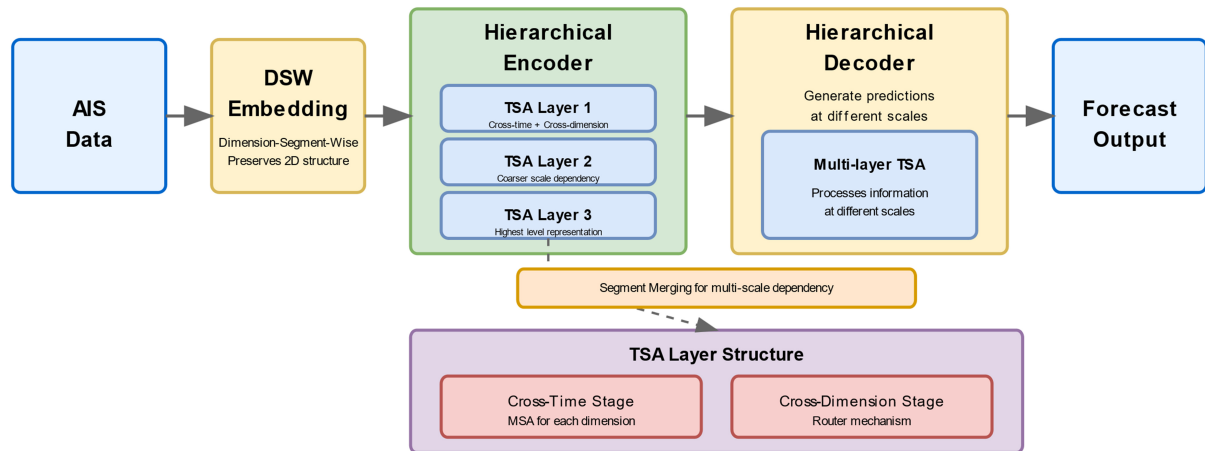 AIS
Data
DSW
Embedding
Dimension-Segment-Wise
Preserves 2D structure
Hierarchical
Encoder
TSA Layer 1
Cross-time + Cross-dimension
TSA Layer 2
Coarser scale dependency
TSA Layer 3
Highest level representation
Hierarchical
Decoder
Generate predictions
at different scales
Multi-layer TSA
Processes information
at different scales
Forecast
Output
Segment Merging for multi-scale dependency
TSA Layer Structure
Cross-Time Stage
MSA for each dimension
Cross-Dimension Stage
Router mechanism